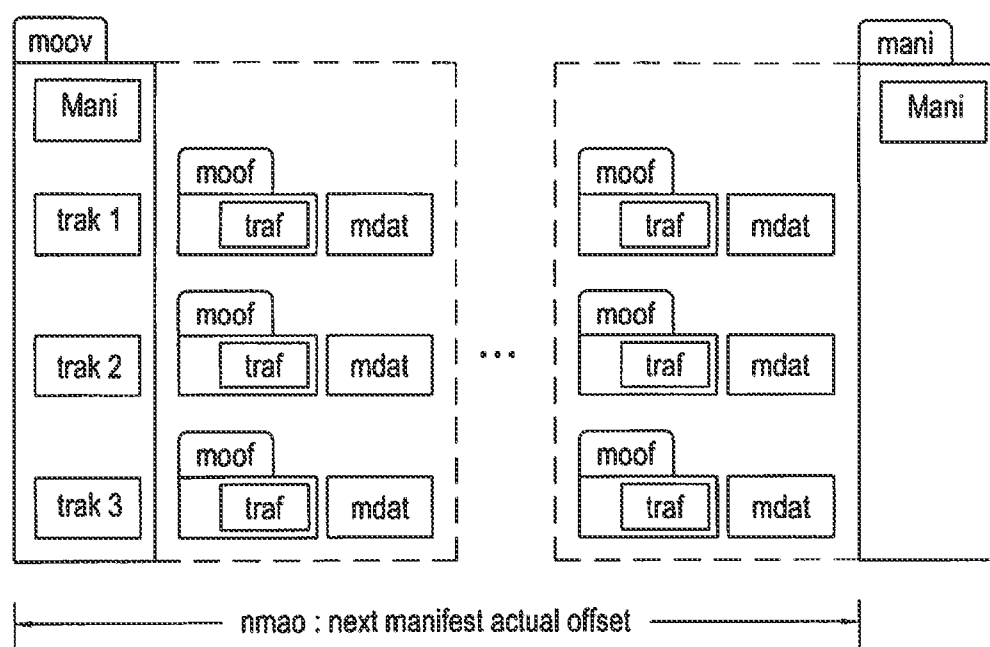 moov
mani
Mani
Mani
moof
moof
trak 1
traf
mdat
traf
mdat
moof
moof
trak 2
traf
mdat
...
traf
mdat
moof
moof
trak 3
traf
mdat
traf
mdat
nmao : next manifest actual offset